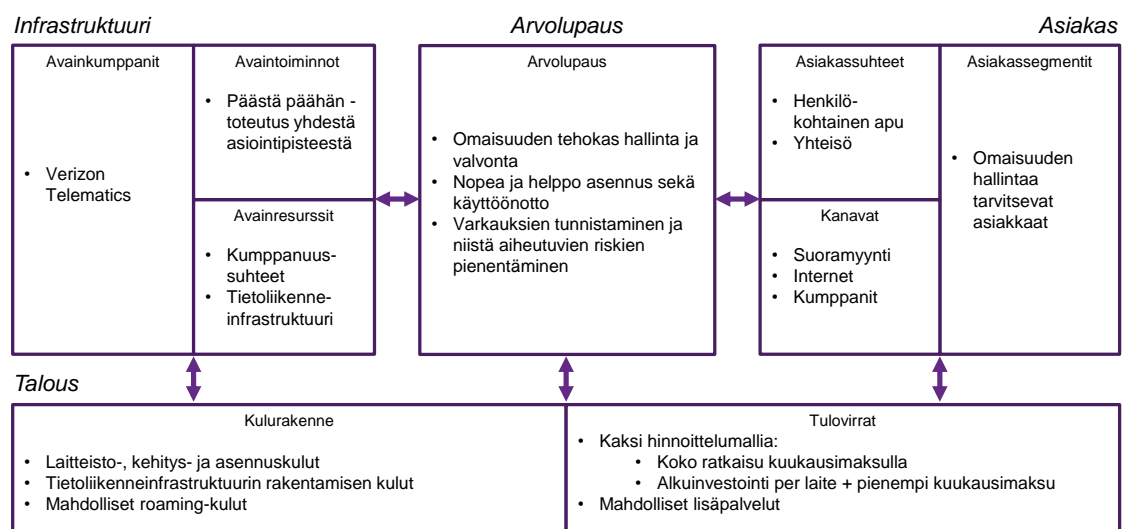 Infrastruktuuri
Arvolupaus
Asiakas
Avainkumppanit
• Verizon
Telematics
Avaintoiminnot
• Päästä päähän -
toteutus yhdestä
asiointipisteestä
Avainresurssit
• Kumppanuus-
suhteet
• Tietoliikenne-
infrastruktuuri
Arvolupaus
• Omaisuuden tehokas hallinta ja
valvonta
• Nopea ja helppo asennus sekä
käyttöönotto
• Varkauksien tunnistaminen ja
niistä aiheutuvien riskien
pienentäminen
Asiakassuhteet
• Henkilö-
kohtainen apu
• Yhteisö
Kanavat
• Suoramyynti
• Internet
• Kumppanit
Asiakassegmentit
• Omaisuuden
hallintaa
tarvitsevat
asiakkaat
Talous
Kulurakenne
• Laitteisto-, kehitys- ja asennuskulut
• Tietoliikenneinfrastruktuurin rakentamisen kulut
• Mahdolliset roaming-kulut
Tulovirrat
• Kaksi hinnoittelumallia:
• Koko ratkaisu kuukausimaksulla
• Alkuinvestointi per laite + pienempi kuukausimaksu
• Mahdolliset lisäpalvelut